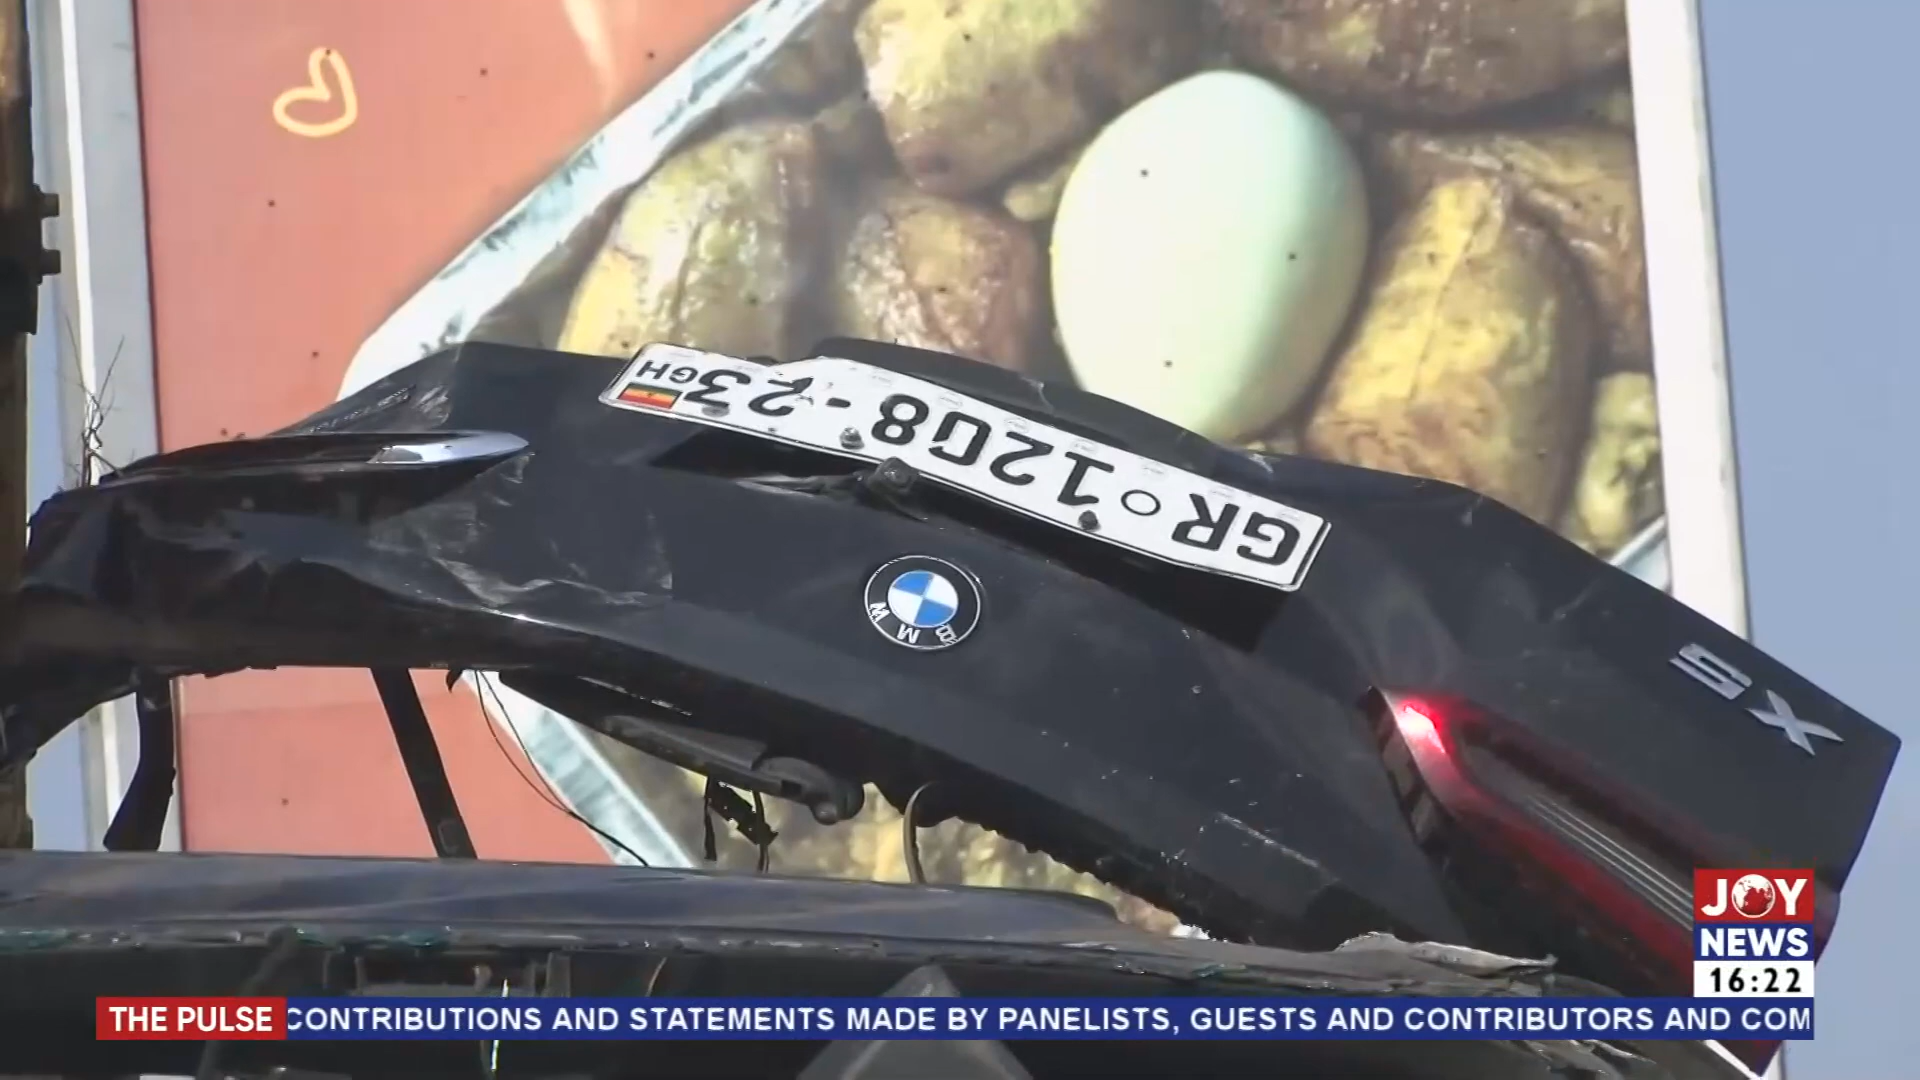 GR 1208-23
GH
BMW
X5
JOY
NEWS
16:22
THE PULSE
CONTRIBUTIONS AND STATEMENTS MADE BY PANELISTS, GUESTS AND CONTRIBUTORS AND COM